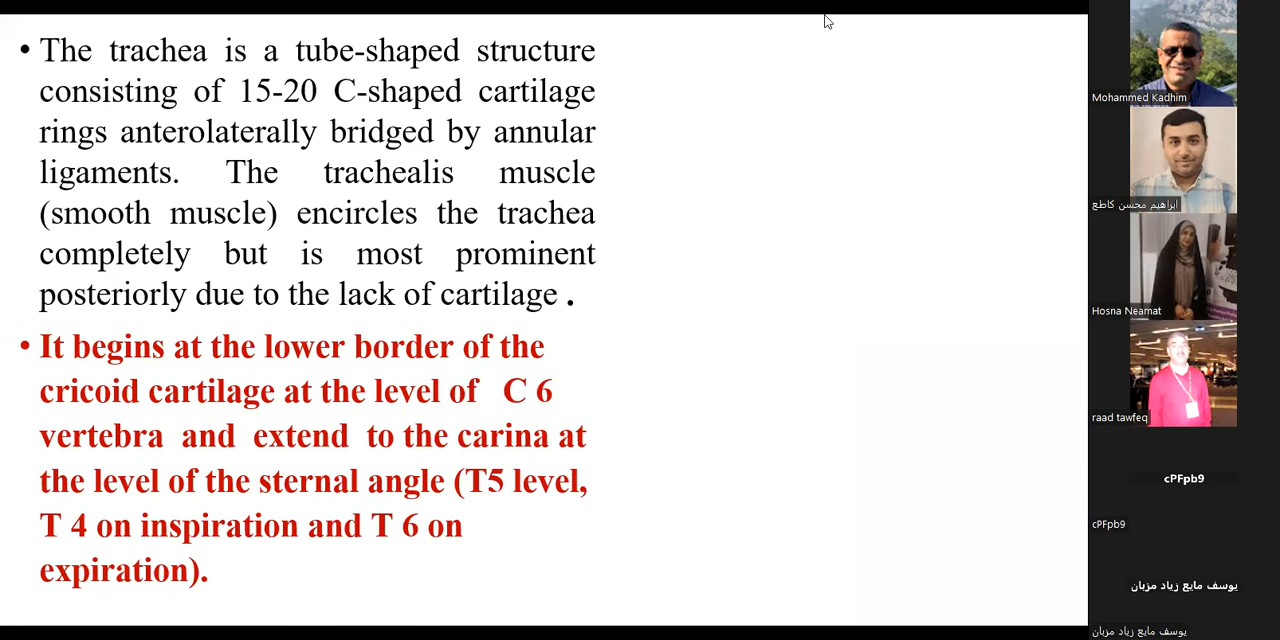 • The trachea is a tube-shaped structure
consisting of 15-20 C-shaped cartilage
rings anterolaterally bridged by annular
ligaments. The trachealis muscle
(smooth muscle) encircles the trachea
completely but is most prominent
posteriorly due to the lack of cartilage .
• It begins at the lower border of the
cricoid cartilage at the level of C 6
vertebra and extend to the carina at
the level of the sternal angle (T5 level,
T 4 on inspiration and T 6 on
expiration).
Mohammed Kadhim
ابراهيم محسن كاطع
Hosna Neamat
raad tawfeq
cPFpb9
cPFpb9
يوسف مايع زياد مزبان
يوسف مايع زياد مزبان